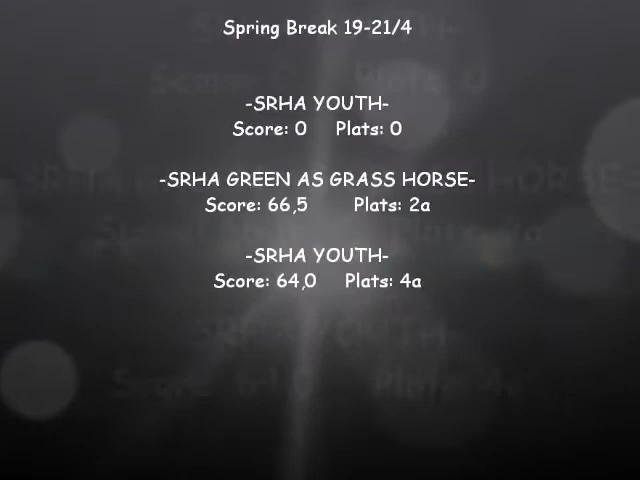 Spring Break 19-21/4
-SRHA YOUTH-
Score: 0 Plats: 0
-SRHA GREEN AS GRASS HORSE-
Score: 66,5 Plats: 2a
-SRHA YOUTH-
Score: 64,0 Plats: 4a